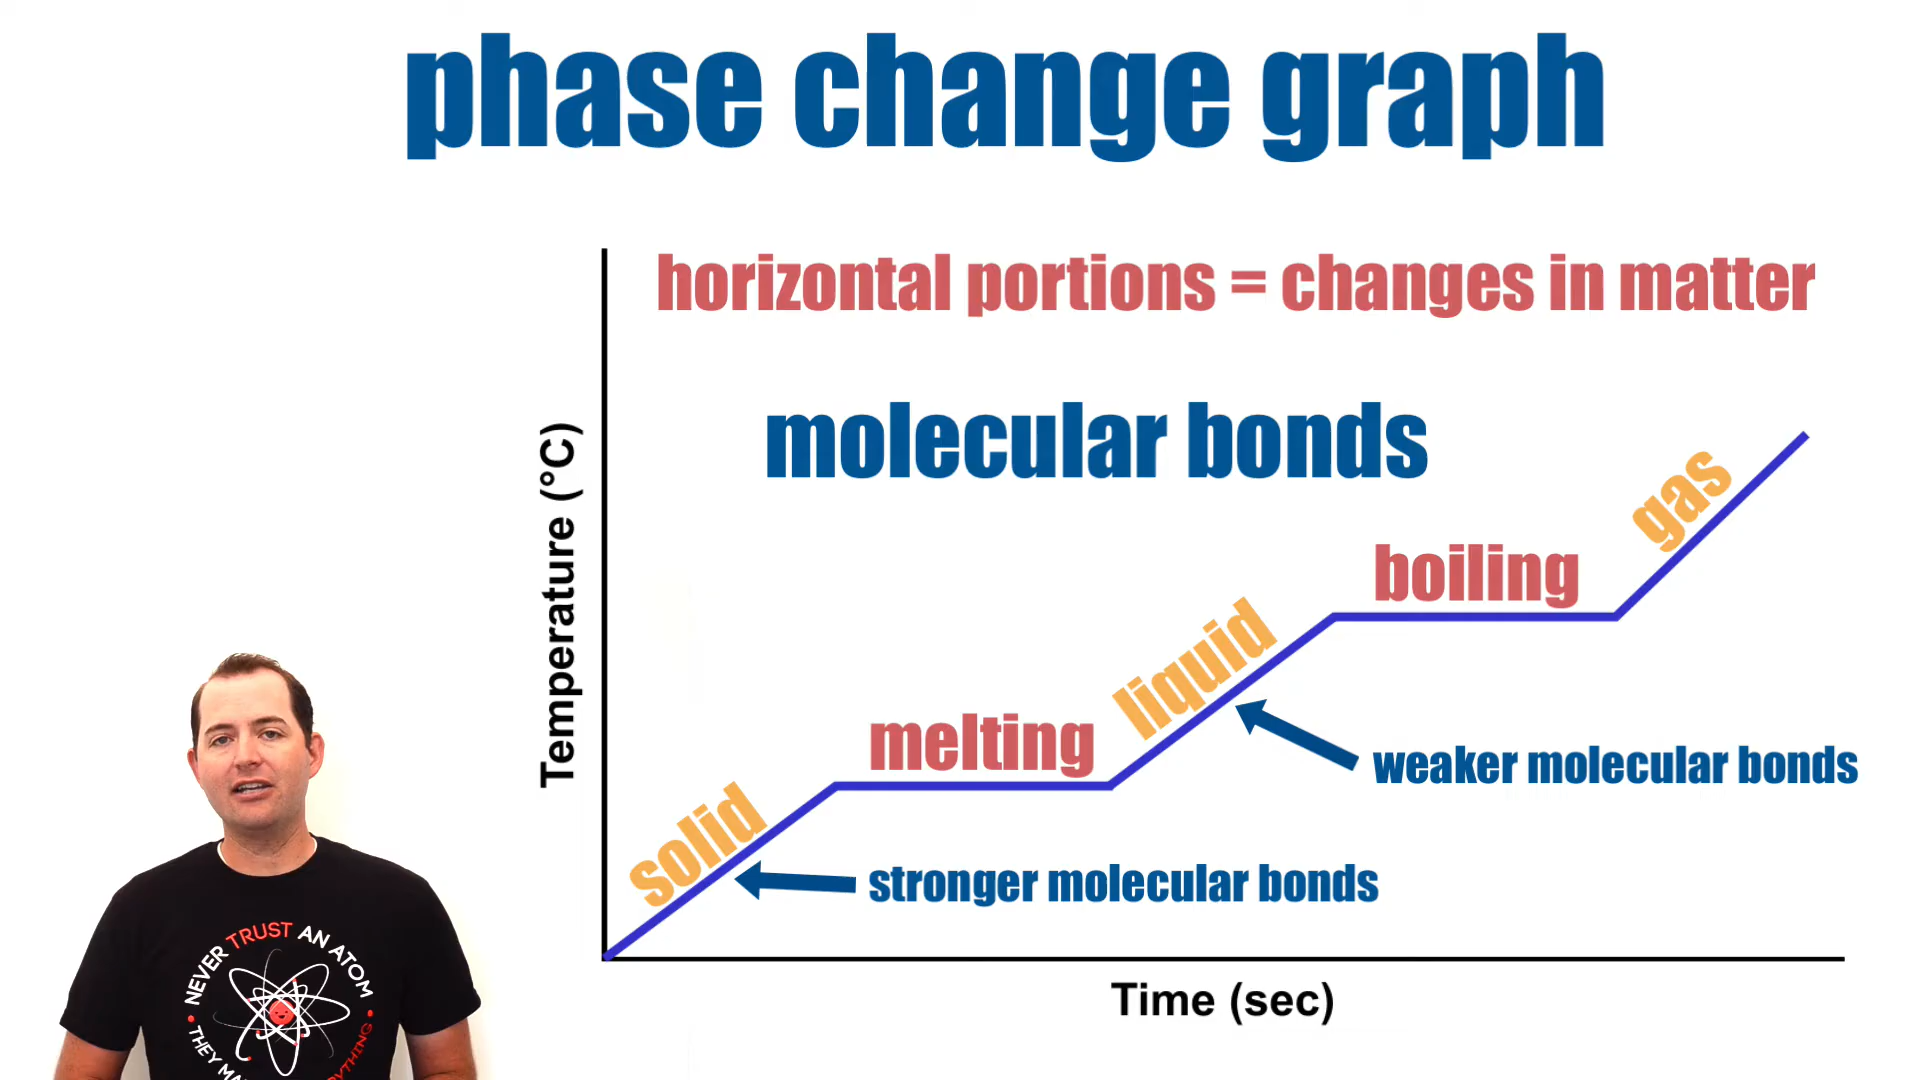 phase change graph
horizontal portions = changes in matter
molecular bonds
Temperature (°C)
gas
boiling
liquid
melting
weaker molecular bonds
solid
stronger molecular bonds
Time (sec)
NEVER TRUST AN ATOM
THEY